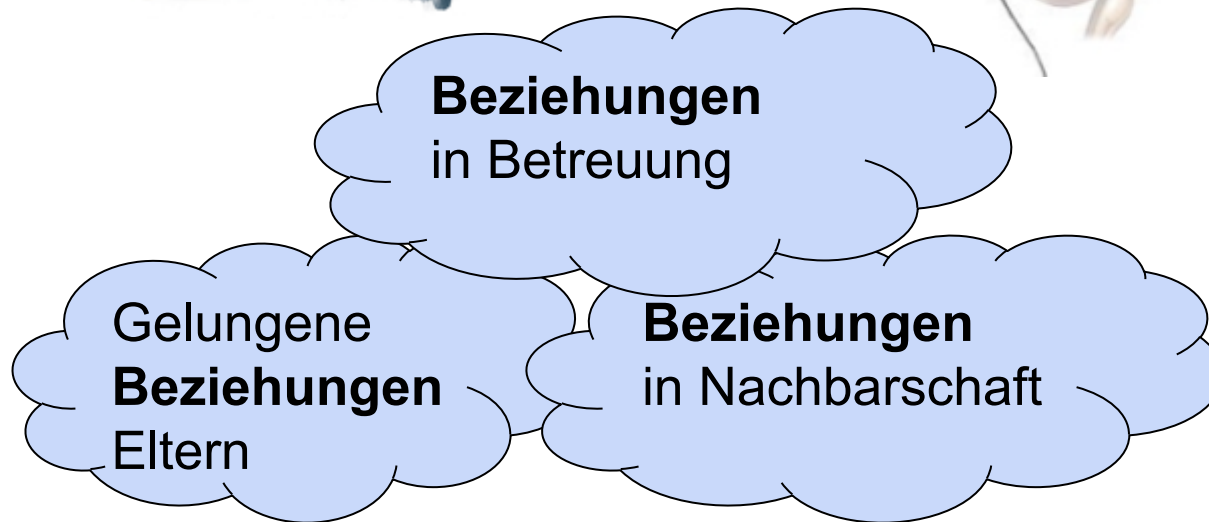 Beziehungen
in Betreuung
Gelungene
Beziehungen
Eltern
Beziehungen
in Nachbarschaft